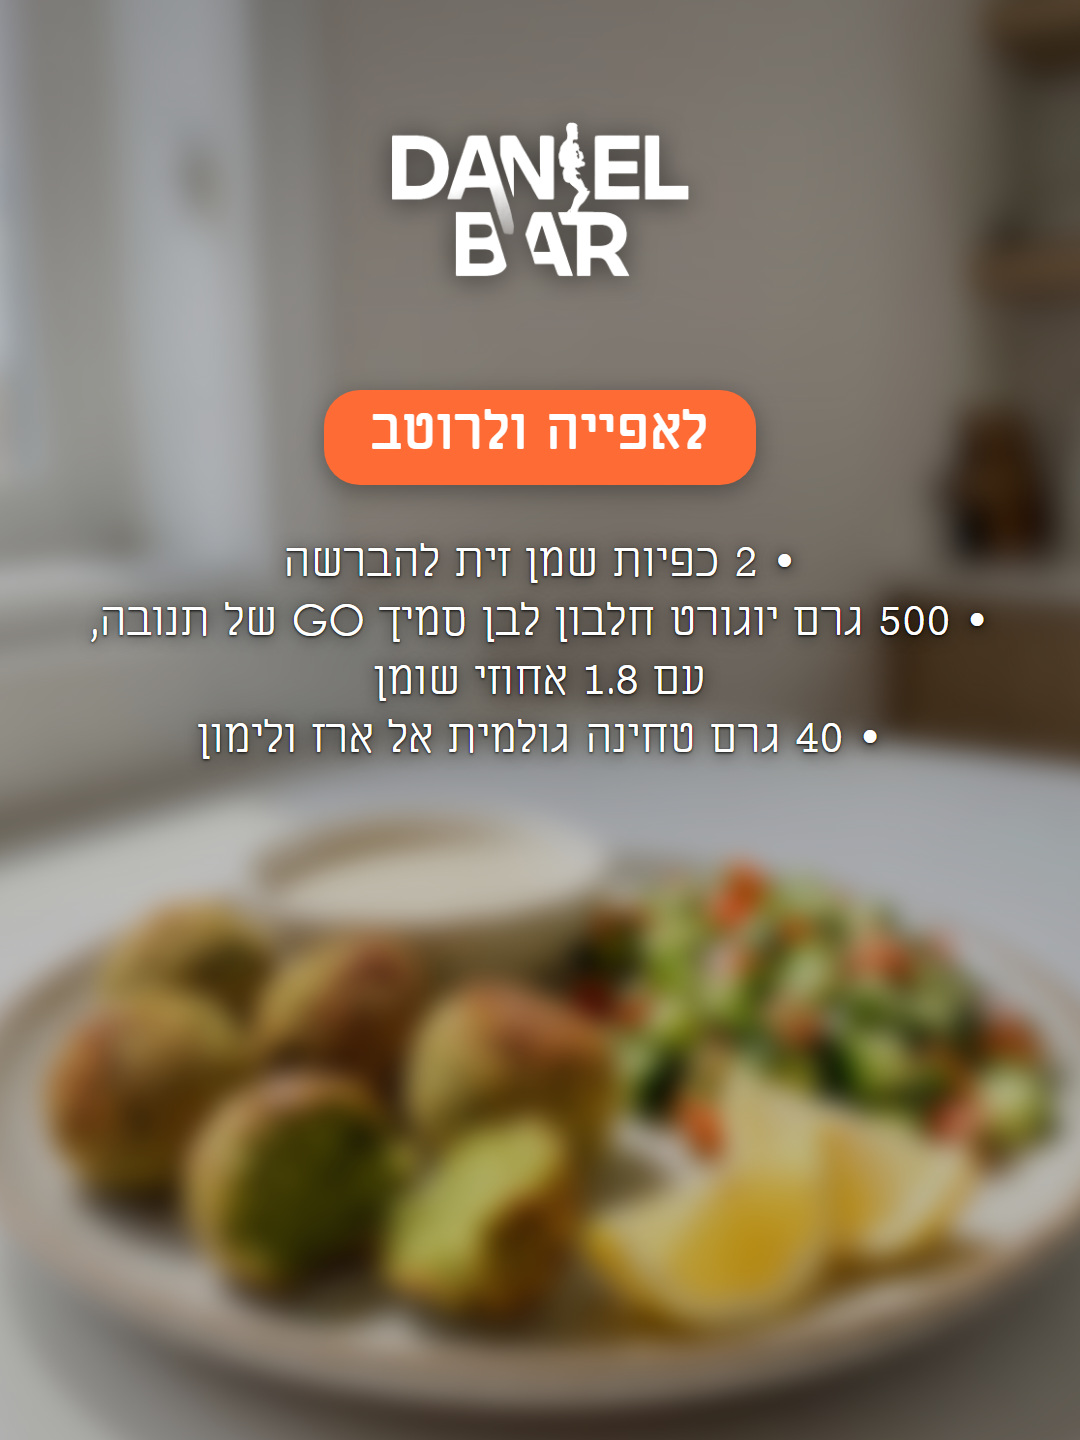 DANIEL
BAR
לאפייה ולרוטב
• 2 כפיות שמן זית להברשה
• 500 גרם יוגורט חלבון לבן סמיך GO של תנובה,
עם 1.8 אחוזי שומן
• 40 גרם טחינה גולמית אל ארז ולימון